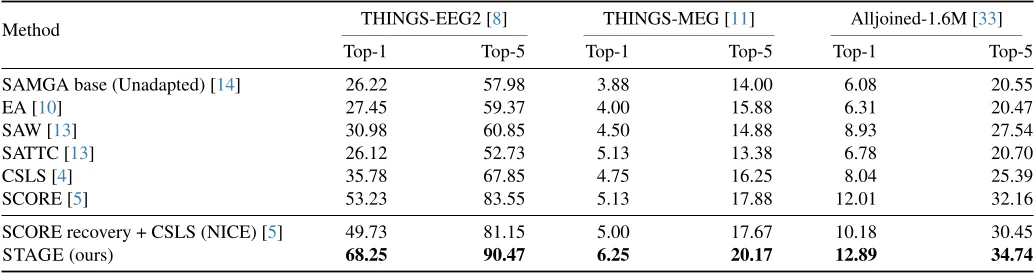 Method THINGS-EEG2 [8] THINGS-MEG [11] Alljoined-1.6M [33]
Top-1 Top-5 Top-1 Top-5 Top-1 Top-5
SAMGA base (Unadapted) [14] 26.22 57.98 3.88 14.00 6.08 20.55
EA [10] 27.45 59.37 4.00 15.88 6.31 20.47
SAW [13] 30.98 60.85 4.50 14.88 8.93 27.54
SATTC [13] 26.12 52.73 5.13 13.38 6.78 20.70
CSLS [4] 35.78 67.85 4.75 16.25 8.04 25.39
SCORE [5] 53.23 83.55 5.13 17.88 12.01 32.16
SCORE recovery + CSLS (NICE) [5] 49.73 81.15 5.00 17.67 10.18 30.45
STAGE (ours) 68.25 90.47 6.25 20.17 12.89 34.74